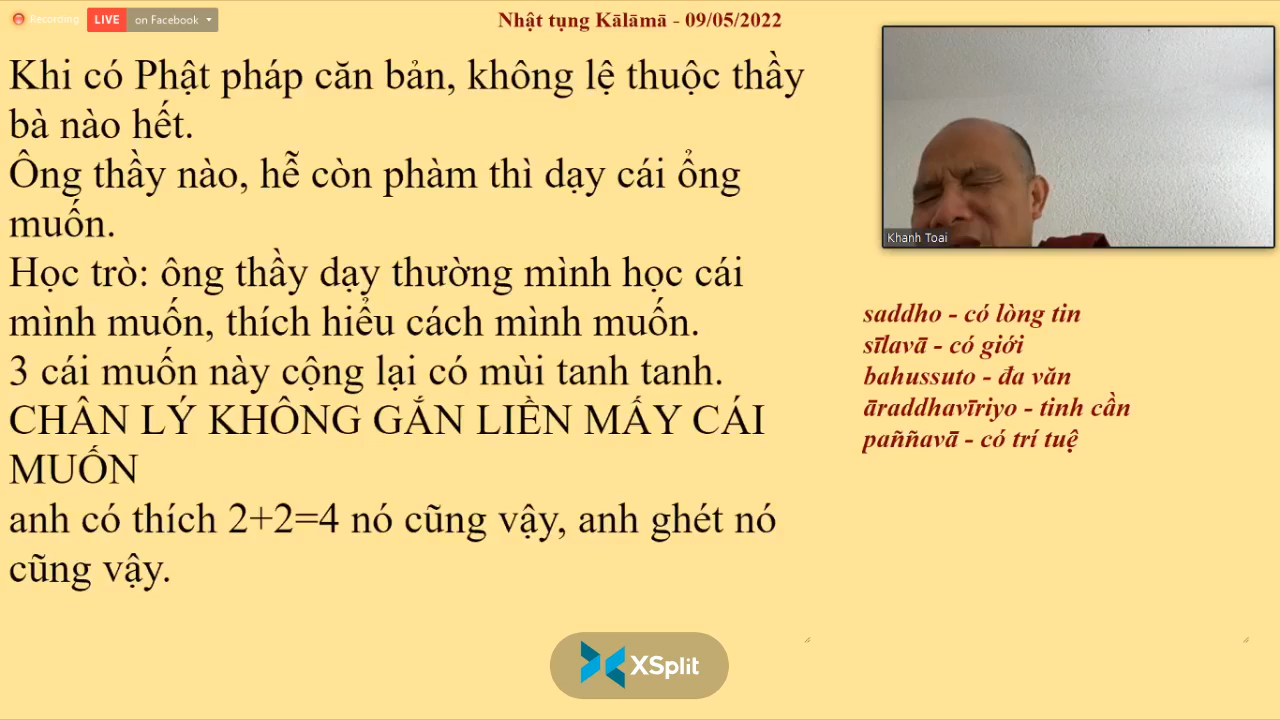 Recording
LIVE on Facebook
Nhật tụng Kālāmā - 09/05/2022
Khi có Phật pháp căn bản, không lệ thuộc thầy
bà nào hết.
Ông thầy nào, hễ còn phàm thì dạy cái ổng
muốn.
Học trò: ông thầy dạy thường mình học cái
mình muốn, thích hiểu cách mình muốn.
3 cái muốn này cộng lại có mùi tanh tanh.
CHÂN LÝ KHÔNG GẮN LIỀN MẤY CÁI
MUỐN
anh có thích 2+2=4 nó cũng vậy, anh ghét nó
cũng vậy.
Khanh Toai
saddho - có lòng tin
sīlavā - có giới
bahussuto - đa văn
āraddhavīriyo - tinh cần
paññavā - có trí tuệ
XSplit